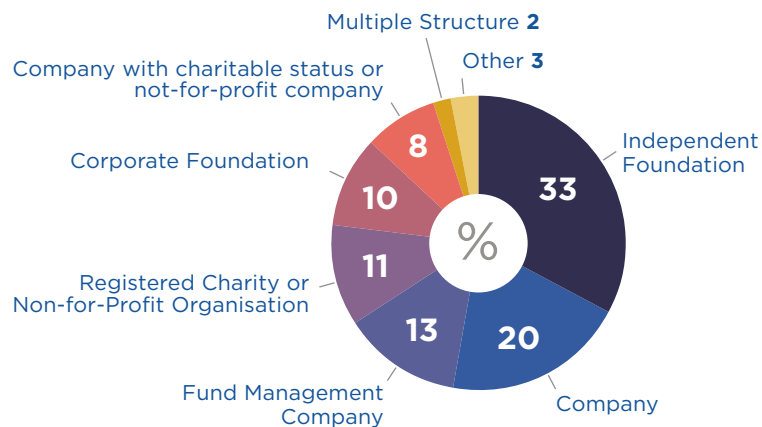 Multiple Structure 2
Other 3
Company with charitable status or
not-for-profit company
8
Independent
Foundation
33
Corporate Foundation
10
%
11
Registered Charity or
Non-for-Profit Organisation
13
20
Fund Management
Company
Company